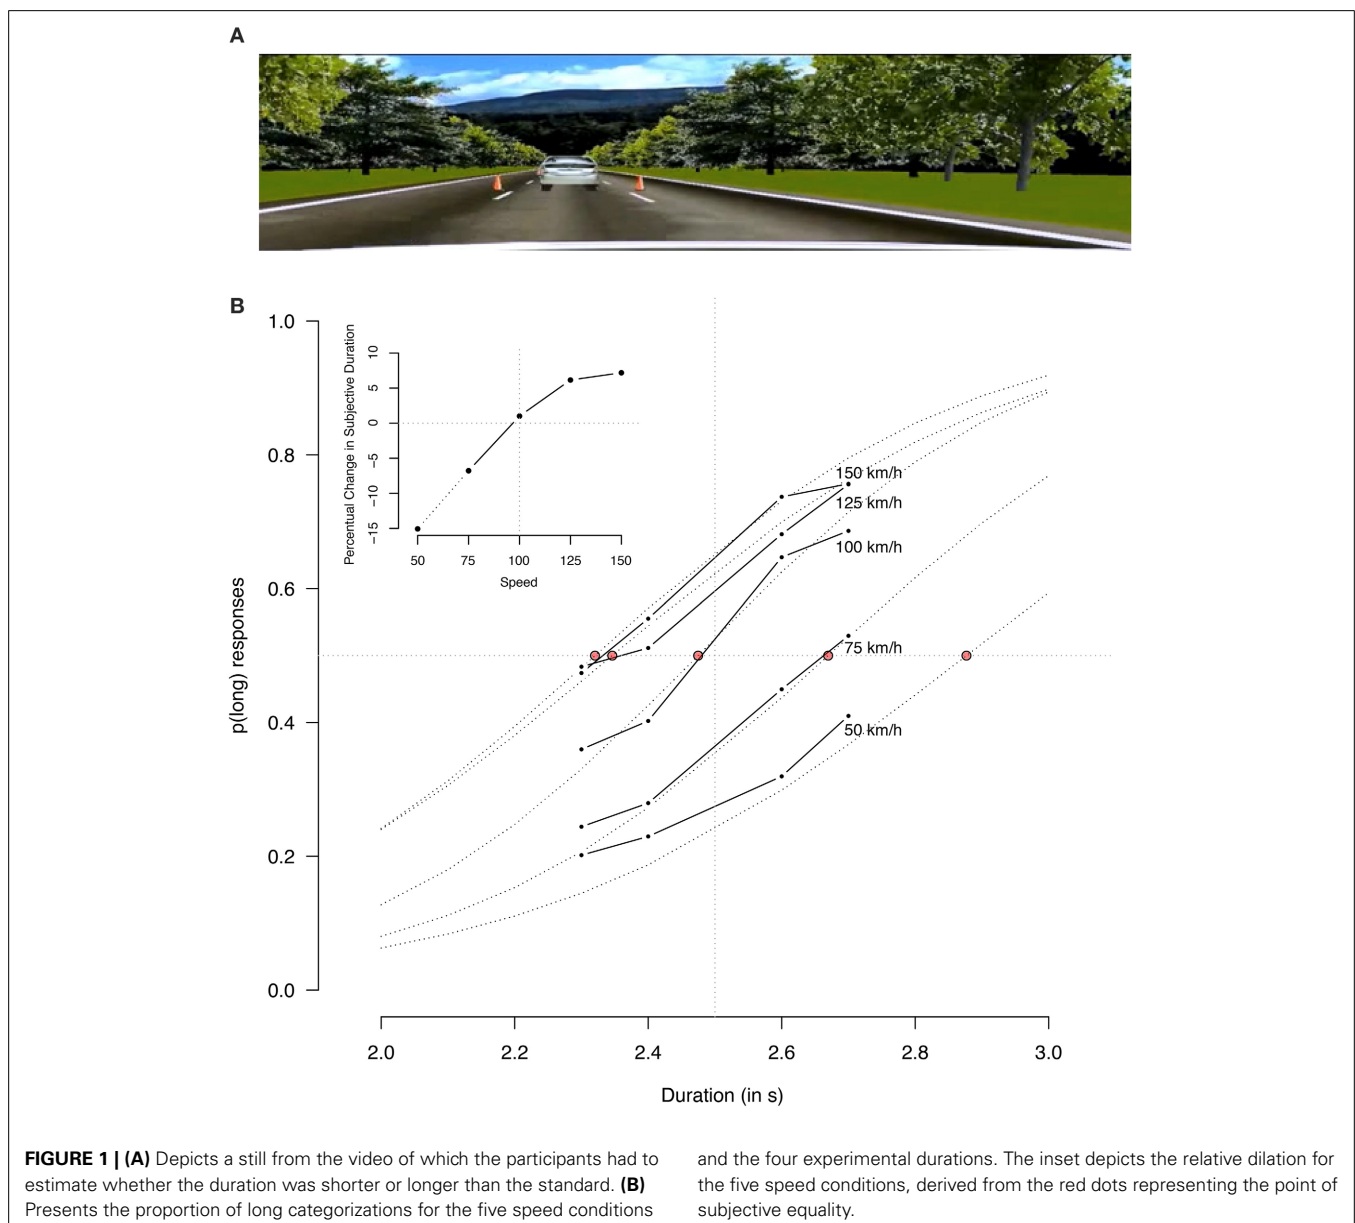 A
B
1.0
0.8
0.6
0.4
0.2
0.0
p(long) responses
Percentual Change in Subjective Duration
10
5
0
−5
−10
−15
50 75 100 125 150
Speed
150 km/h
125 km/h
100 km/h
75 km/h
50 km/h
2.0 2.2 2.4 2.6 2.8 3.0
Duration (in s)
FIGURE 1 | (A) Depicts a still from the video of which the participants had to
estimate whether the duration was shorter or longer than the standard. (B)
Presents the proportion of long categorizations for the five speed conditions
and the four experimental durations. The inset depicts the relative dilation for
the five speed conditions, derived from the red dots representing the point of
subjective equality.